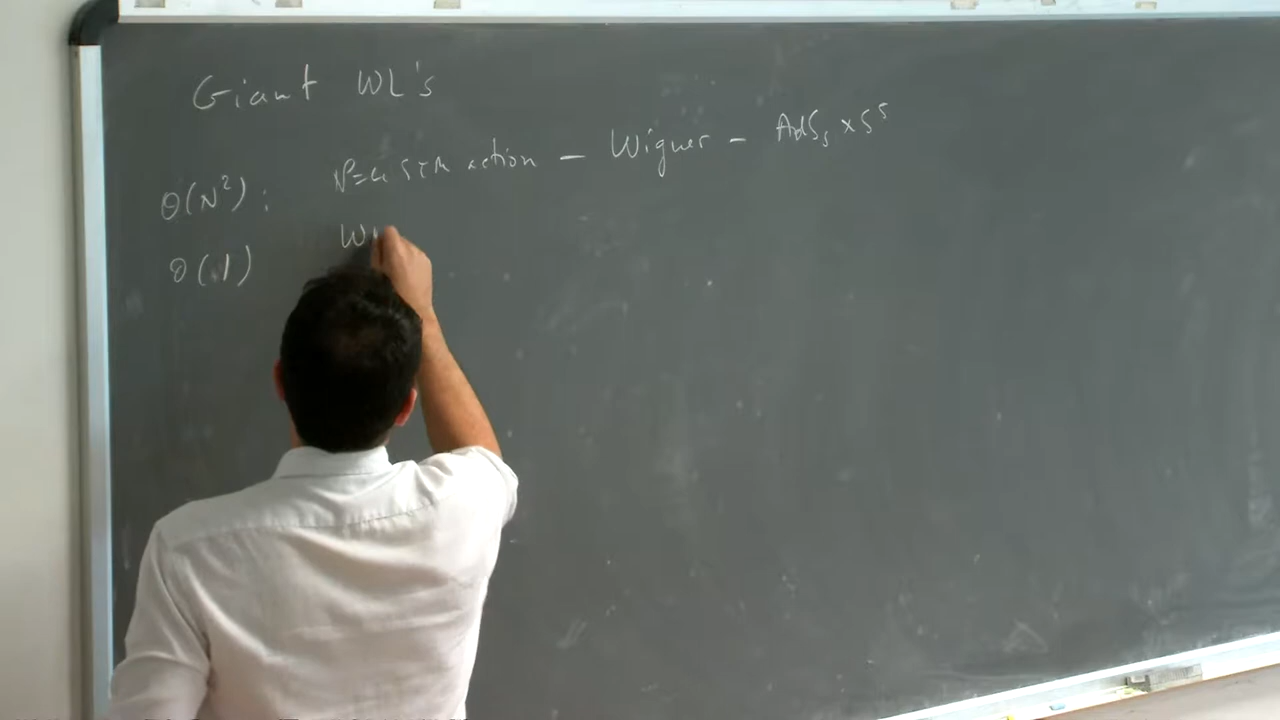 Giant WL's
O(N²): N=4 SYM action – Wigner – AdS₅ × S⁵
O(1) W